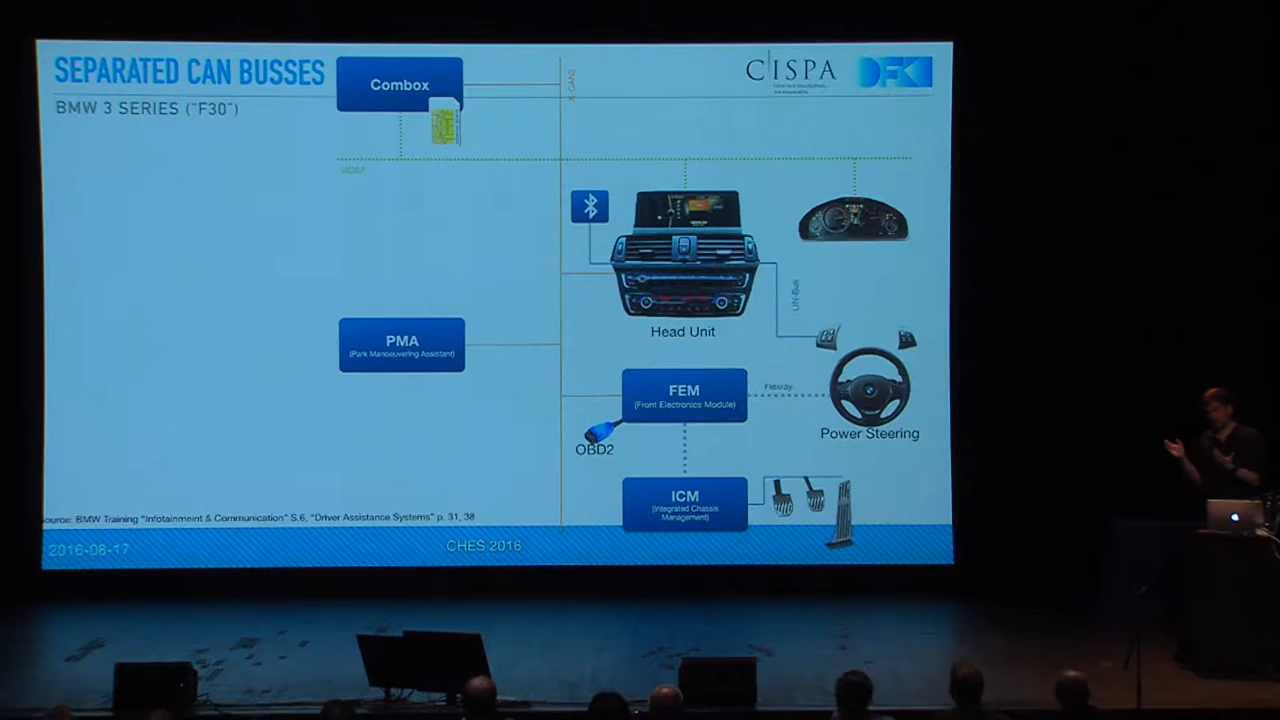 SEPARATED CAN BUSSES
BMW 3 SERIES ("F30")
Combox
K-CAN2
CISPA
DFKI
Head Unit
LIN-Bus
PMA
(Park Manoeuvering Assistant)
FEM
(Front Electronics Module)
Flexray
OBD2
Power Steering
ICM
(Integrated Chassis
Management)
ource: BMW Training "Infotainment & Communication" S.6, "Driver Assistance Systems" p. 31, 38
2016-08-17
CHES 2016